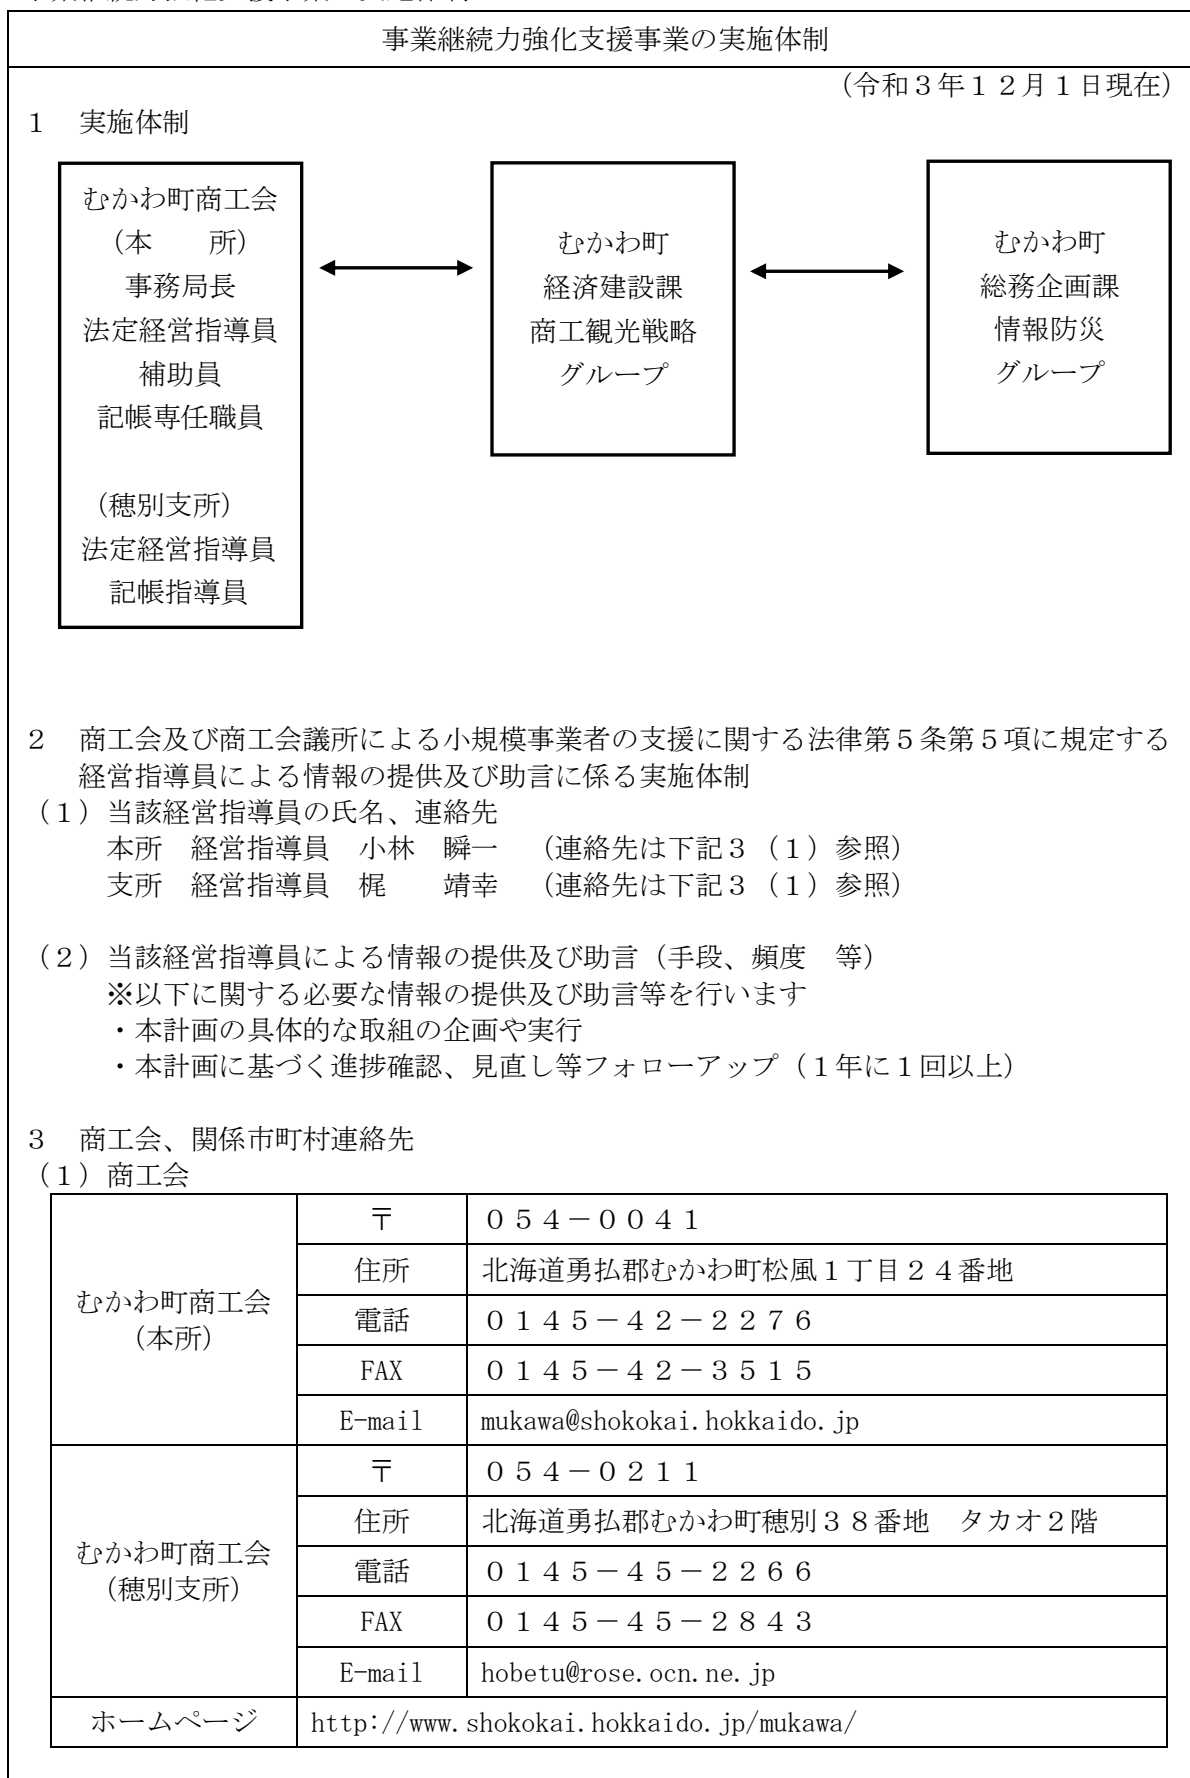 事業継続力強化支援事業の実施体制
（令和３年１２月１日現在）
１　実施体制
むかわ町商工会
（本　　所）
事務局長
法定経営指導員
補助員
記帳専任職員
（穂別支所）
法定経営指導員
記帳指導員
むかわ町
経済建設課
商工観光戦略
グループ
むかわ町
総務企画課
情報防災
グループ
２　商工会及び商工会議所による小規模事業者の支援に関する法律第５条第５項に規定する
経営指導員による情報の提供及び助言に係る実施体制
（１）当該経営指導員の氏名、連絡先
本所　経営指導員　小林　瞬一　（連絡先は下記３（１）参照）
支所　経営指導員　梶　　靖幸　（連絡先は下記３（１）参照）
（２）当該経営指導員による情報の提供及び助言（手段、頻度　等）
※以下に関する必要な情報の提供及び助言等を行います
・本計画の具体的な取組の企画や実行
・本計画に基づく進捗確認、見直し等フォローアップ（１年に１回以上）
３　商工会、関係市町村連絡先
（１）商工会
むかわ町商工会
（本所）
〒　０５４－００４１
住所　北海道勇払郡むかわ町松風１丁目２４番地
電話　０１４５－４２－２２７６
FAX　０１４５－４２－３５１５
E-mail　mukawa@shokokai.hokkaido.jp
むかわ町商工会
（穂別支所）
〒　０５４－０２１１
住所　北海道勇払郡むかわ町穂別３８番地　タカオ２階
電話　０１４５－４５－２２６６
FAX　０１４５－４５－２８４３
E-mail　hobetu@rose.ocn.ne.jp
ホームページ　http://www.shokokai.hokkaido.jp/mukawa/